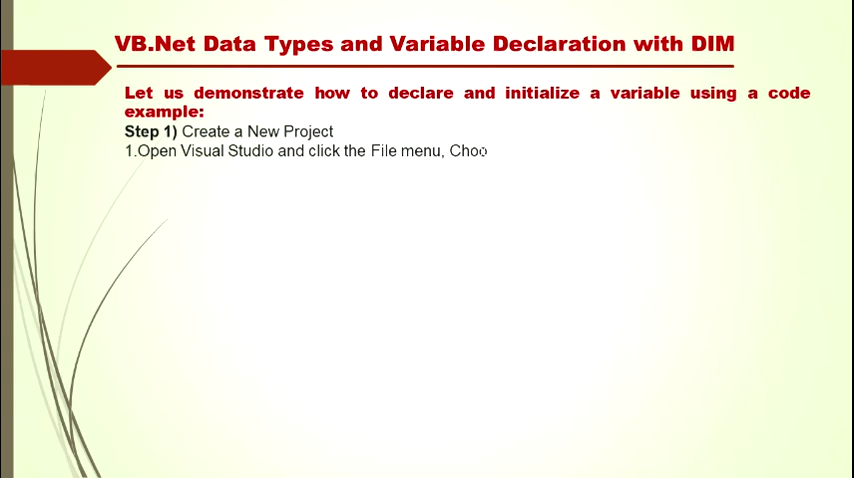 VB.Net Data Types and Variable Declaration with DIM
Let us demonstrate how to declare and initialize a variable using a code
example:
Step 1) Create a New Project
1.Open Visual Studio and click the File menu, Choo